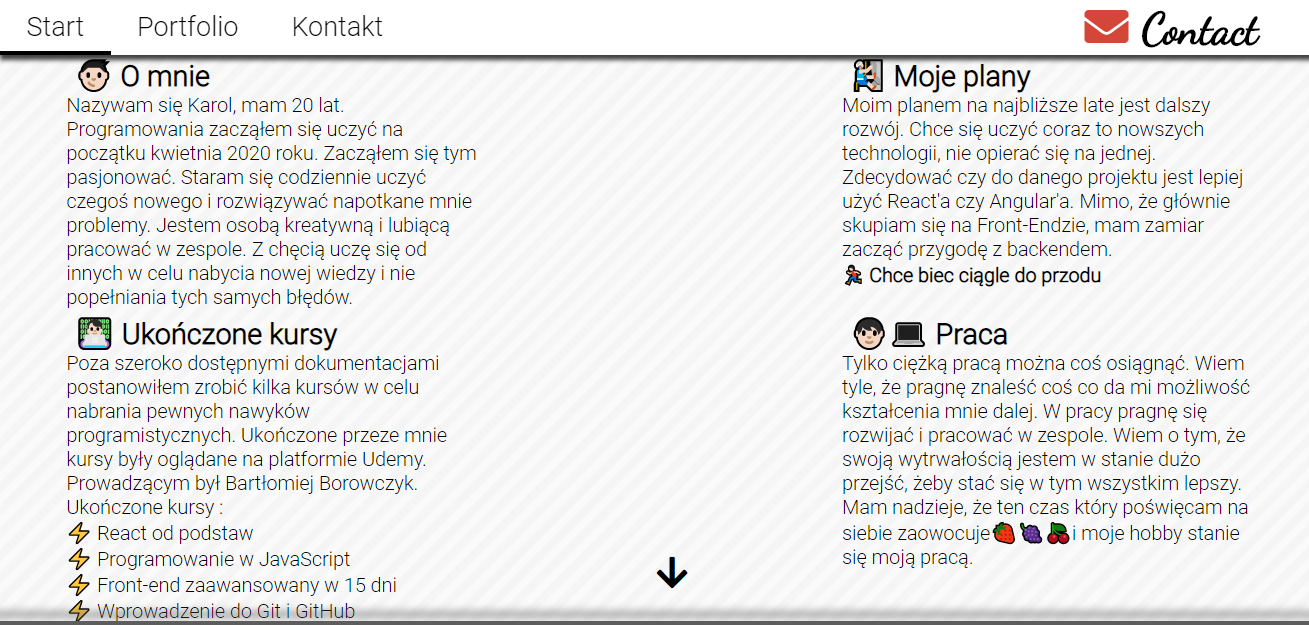 Start
Portfolio
Kontakt
Contact
O mnie
Nazywam się Karol, mam 20 lat.
Programowania zacząłem się uczyć na
początku kwietnia 2020 roku. Zacząłem się tym
pasjonować. Staram się codziennie uczyć
czegoś nowego i rozwiązywać napotkane mnie
problemy. Jestem osobą kreatywną i lubiącą
pracować w zespole. Z chęcią uczę się od
innych w celu nabycia nowej wiedzy i nie
popełniania tych samych błędów.
Ukończone kursy
Poza szeroko dostępnymi dokumentacjami
postanowiłem zrobić kilka kursów w celu
nabrania pewnych nawyków
programistycznych. Ukończone przeze mnie
kursy były oglądane na platformie Udemy.
Prowadzącym był Bartłomiej Borowczyk.
Ukończone kursy :
⚡ React od podstaw
⚡ Programowanie w JavaScript
⚡ Front-end zaawansowany w 15 dni
⚡ Wprowadzenie do Git i GitHub
Moje plany
Moim planem na najbliższe late jest dalszy
rozwój. Chce się uczyć coraz to nowszych
technologii, nie opierać się na jednej.
Zdecydować czy do danego projektu jest lepiej
użyć React'a czy Angular'a. Mimo, że głównie
skupiam się na Front-Endzie, mam zamiar
zacząć przygodę z backendem.
Chce biec ciągle do przodu
Praca
Tylko ciężką pracą można coś osiągnąć. Wiem
tyle, że pragnę znaleść coś co da mi możliwość
kształcenia mnie dalej. W pracy pragnę się
rozwijać i pracować w zespole. Wiem o tym, że
swoją wytrwałością jestem w stanie dużo
przejść, żeby stać się w tym wszystkim lepszy.
Mam nadzieje, że ten czas który poświęcam na
siebie zaowocuje🍓🍇🍒i moje hobby stanie
się moją pracą.